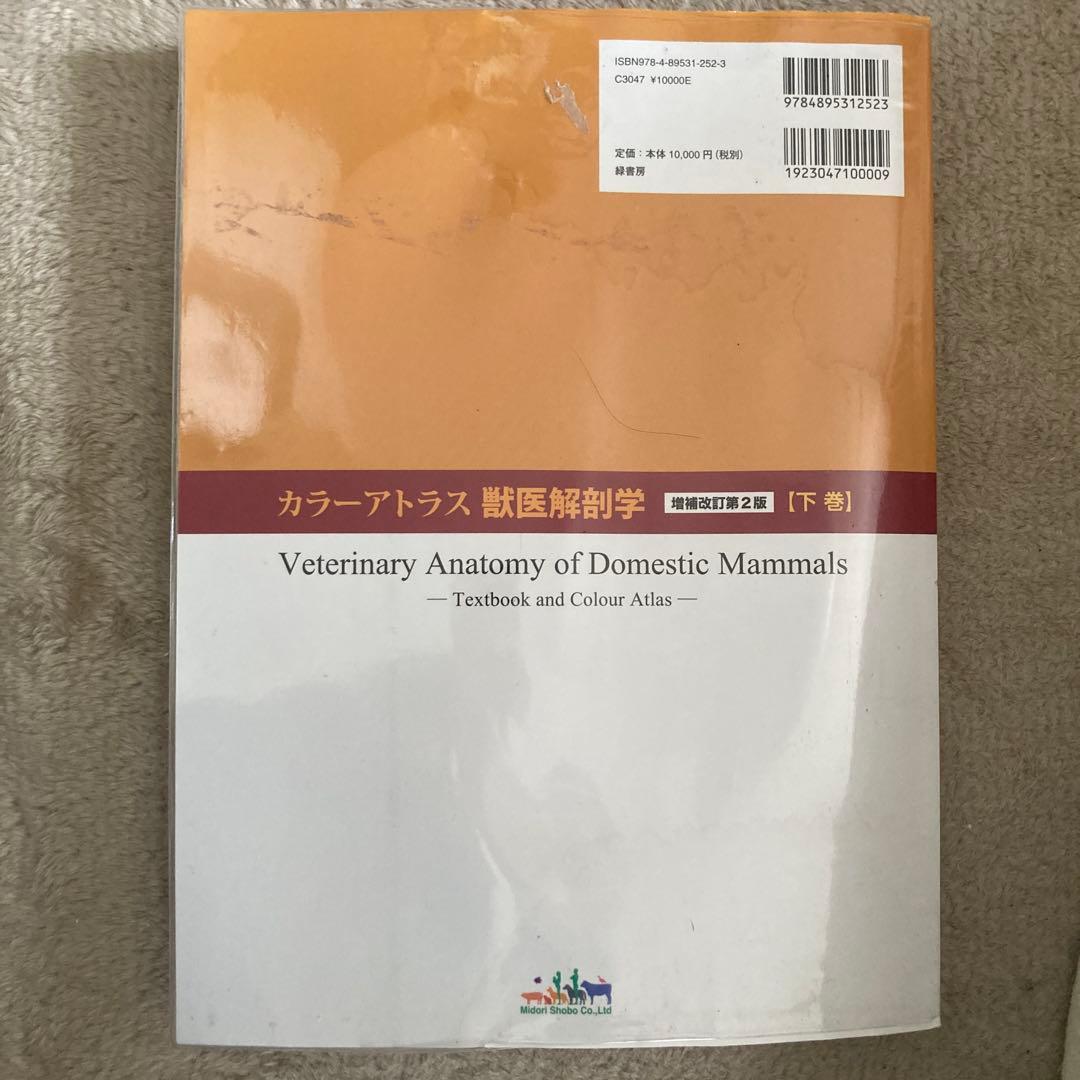 ISBN978-4-89531-252-3
C3047 ¥10000E
9784895312523
定価：本体 10,000 円（税別）
緑書房
1923047100009
カラーアトラス 獣医解剖学 増補改訂第2版 【下 巻】
Veterinary Anatomy of Domestic Mammals
— Textbook and Colour Atlas —
Midori Shobo Co.,Ltd